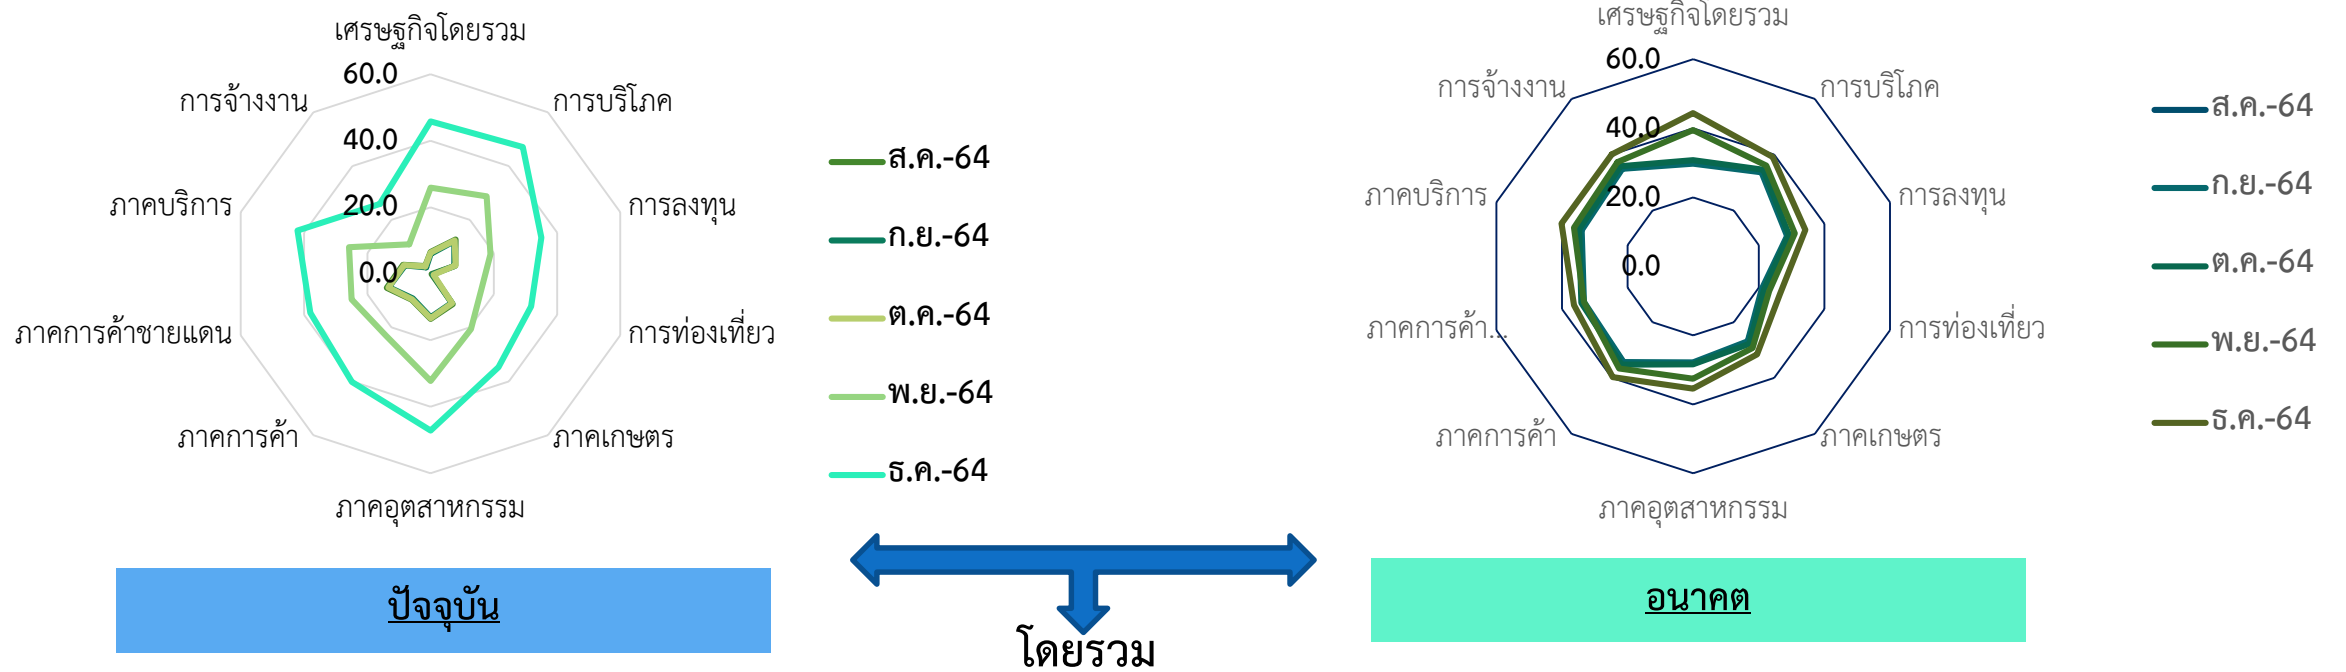 เศรษฐกิจโดยรวม
60.0
การจ้างงาน
การบริโภค
40.0
ภาคบริการ
20.0
การลงทุน
0.0
ภาคการค้าชายแดน
การท่องเที่ยว
ภาคการค้า
ภาคเกษตร
ภาคอุตสาหกรรม
ส.ค.-64
ก.ย.-64
ต.ค.-64
พ.ย.-64
ธ.ค.-64
ปัจจุบัน
โดยรวม
เศรษฐกิจโดยรวม
60.0
การจ้างงาน
การบริโภค
40.0
ภาคบริการ
20.0
การลงทุน
0.0
ภาคการค้า...
การท่องเที่ยว
ภาคการค้า
ภาคเกษตร
ภาคอุตสาหกรรม
ส.ค.-64
ก.ย.-64
ต.ค.-64
พ.ย.-64
ธ.ค.-64
อนาคต